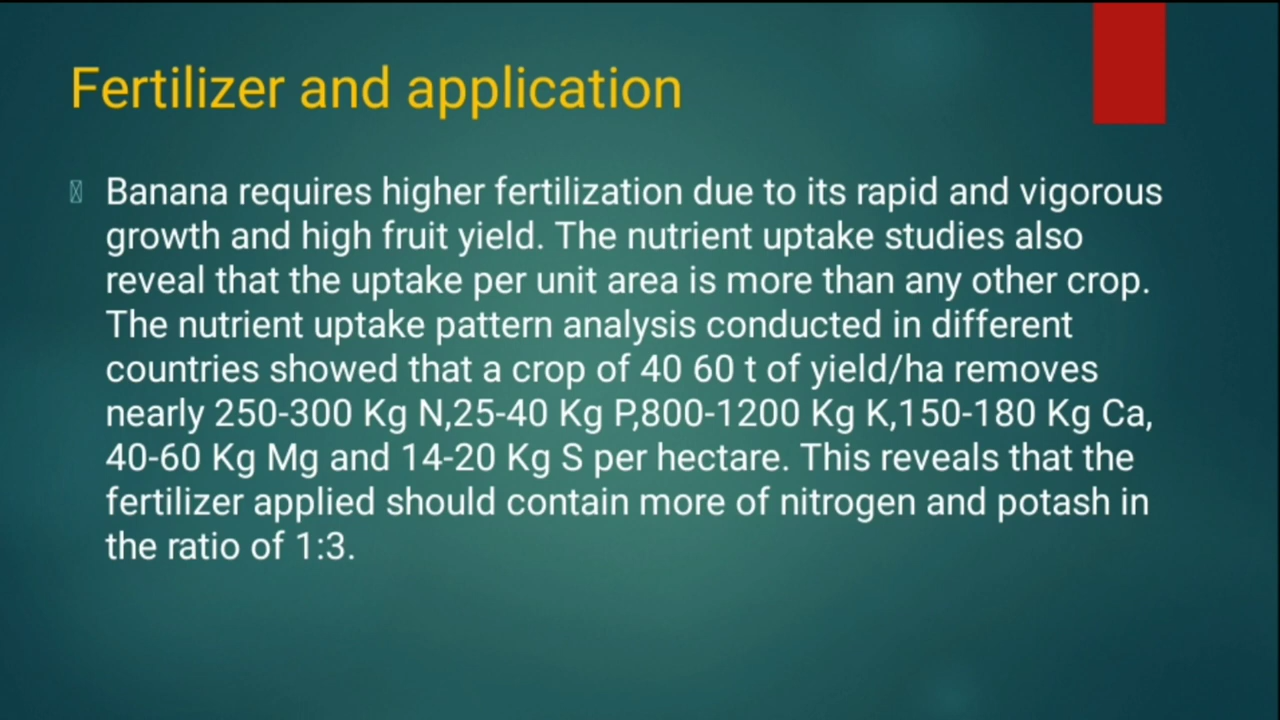 Fertilizer and application
Banana requires higher fertilization due to its rapid and vigorous
growth and high fruit yield. The nutrient uptake studies also
reveal that the uptake per unit area is more than any other crop.
The nutrient uptake pattern analysis conducted in different
countries showed that a crop of 40 60 t of yield/ha removes
nearly 250-300 Kg N,25-40 Kg P,800-1200 Kg K,150-180 Kg Ca,
40-60 Kg Mg and 14-20 Kg S per hectare. This reveals that the
fertilizer applied should contain more of nitrogen and potash in
the ratio of 1:3.